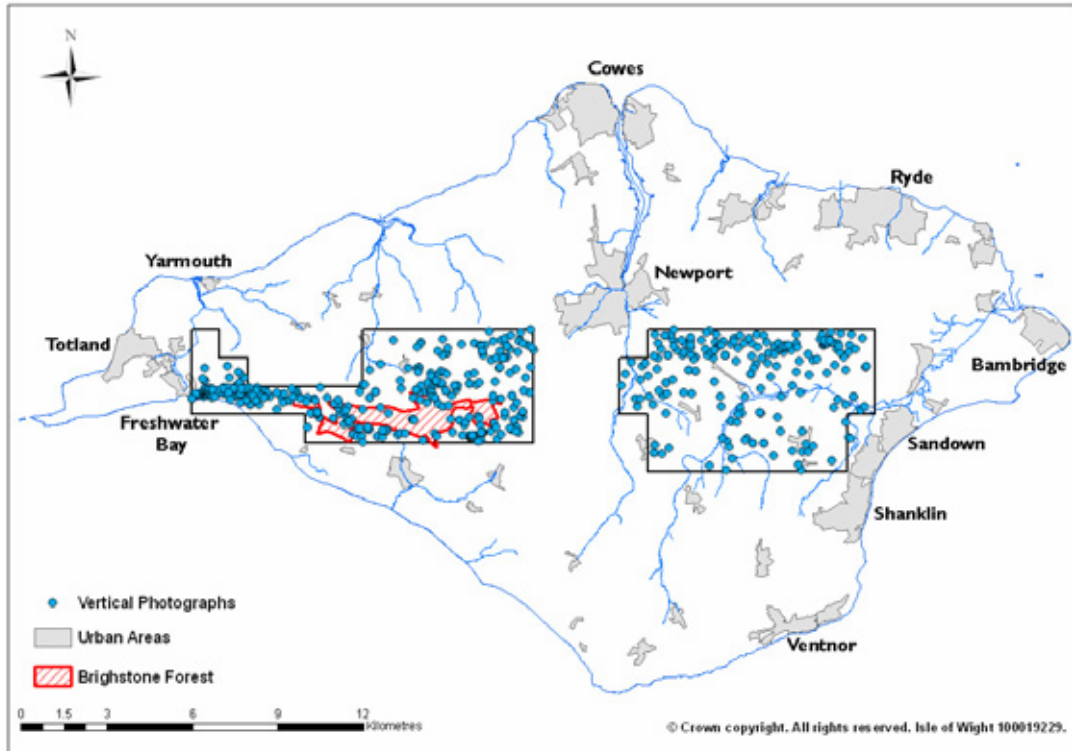 N
Cowes
Ryde
Yarmouth
Newport
Totland
Bambridge
Freshwater
Bay
Sandown
Shanklin
Ventnor
Vertical Photographs
Urban Areas
Brighstone Forest
0 1.5 3 6 9 12
Kilometres
© Crown copyright. All rights reserved. Isle of Wight 100019229.